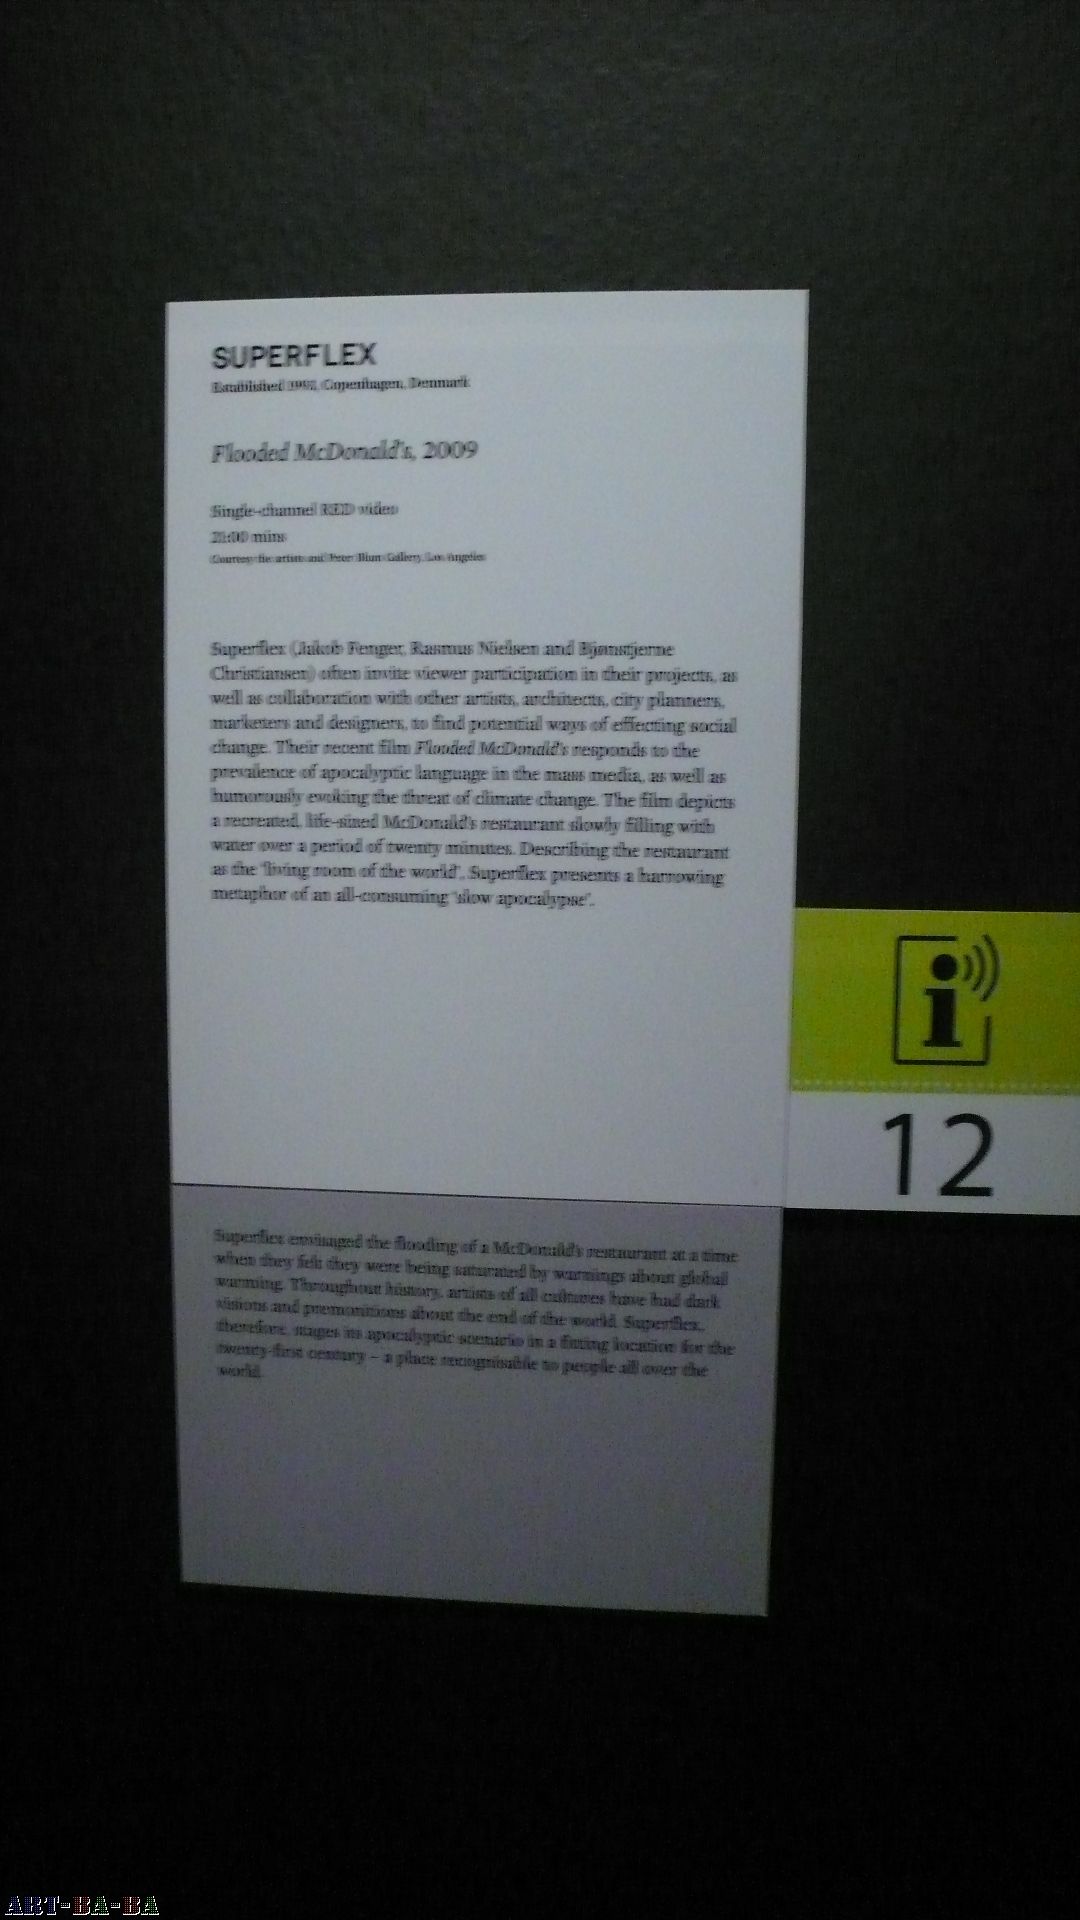 SUPERFLEX
Established Copenhagen, Denmark
Flooded McDonald's, 2009
Single-channel RED video
mins
Courtesy the artists and Peter Blum Gallery, Los Angeles
Superflex (Jakob Fenger, Rasmus Nielsen and Bjørnstjerne
Christiansen) often invite viewer participation in their projects, as
well as collaboration with other artists, architects, city planners,
marketers and designers, to find potential ways of effecting social
change. Their recent film Flooded McDonald's responds to the
prevalence of apocalyptic language in the mass media, as well as
humorously evoking the threat of climate change. The film depicts
a recreated, life-sized McDonald's restaurant slowly filling with
water over a period of twenty minutes. Describing the restaurant
as the 'living room of the world', Superflex presents a harrowing
metaphor of an all-consuming 'slow apocalypse'.
i
12
Superflex envisaged the flooding of a McDonald's restaurant at a time
when they felt they were being saturated by warnings about global
warming. Throughout history, artists of all cultures have had dark
visions and premonitions about the end of the world. Superflex,
therefore, stages its apocalyptic scenario in a fitting location for the
twenty-first century – a place recognisable to people all over the
world.
ART-BA-BA